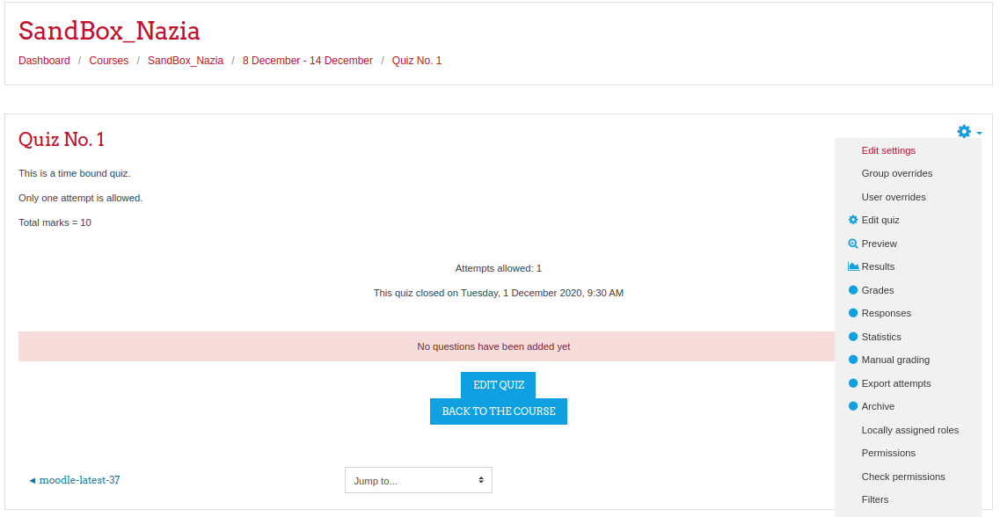 SandBox_Nazia
Dashboard / Courses / SandBox_Nazia / 8 December - 14 December / Quiz No. 1
Quiz No. 1
This is a time bound quiz.
Only one attempt is allowed.
Total marks = 10
Attempts allowed: 1
This quiz closed on Tuesday, 1 December 2020, 9:30 AM
No questions have been added yet
EDIT QUIZ
BACK TO THE COURSE
◄ moodle-latest-37
Jump to...
Edit settings
Group overrides
User overrides
Edit quiz
Preview
Results
Grades
Responses
Statistics
Manual grading
Export attempts
Archive
Locally assigned roles
Permissions
Check permissions
Filters